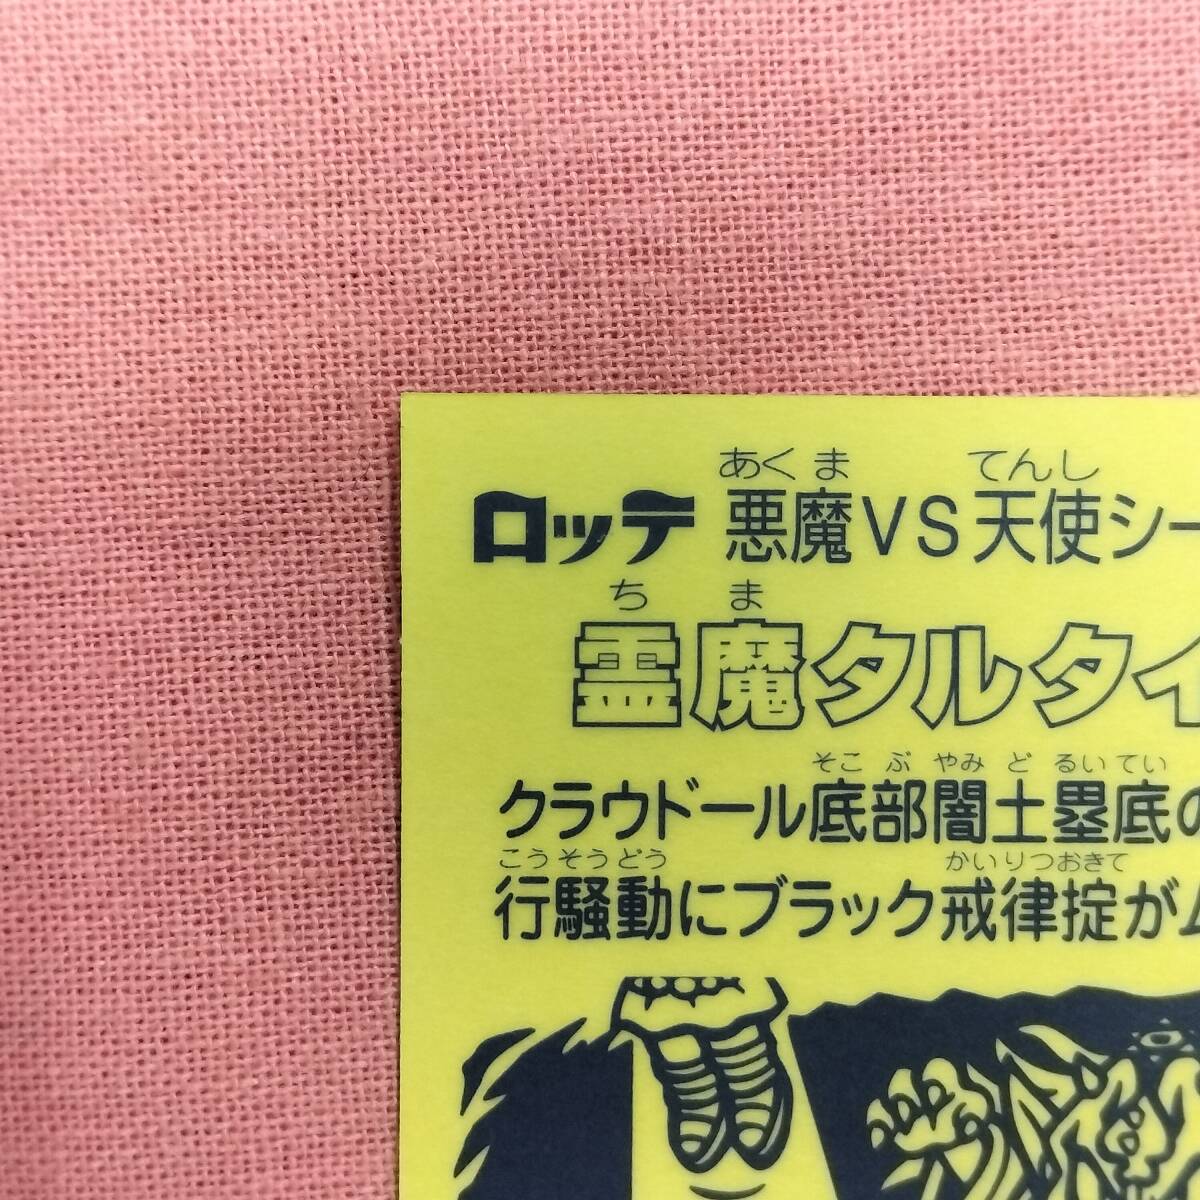 あくま てんし
ロッテ 悪魔VS天使シー
ちま
霊魔タルタイ
そこぶやみどるいてい
クラウドール底部闇土塁底の
こうそうどう かいりつおきて
行騒動にブラック戒律掟がム